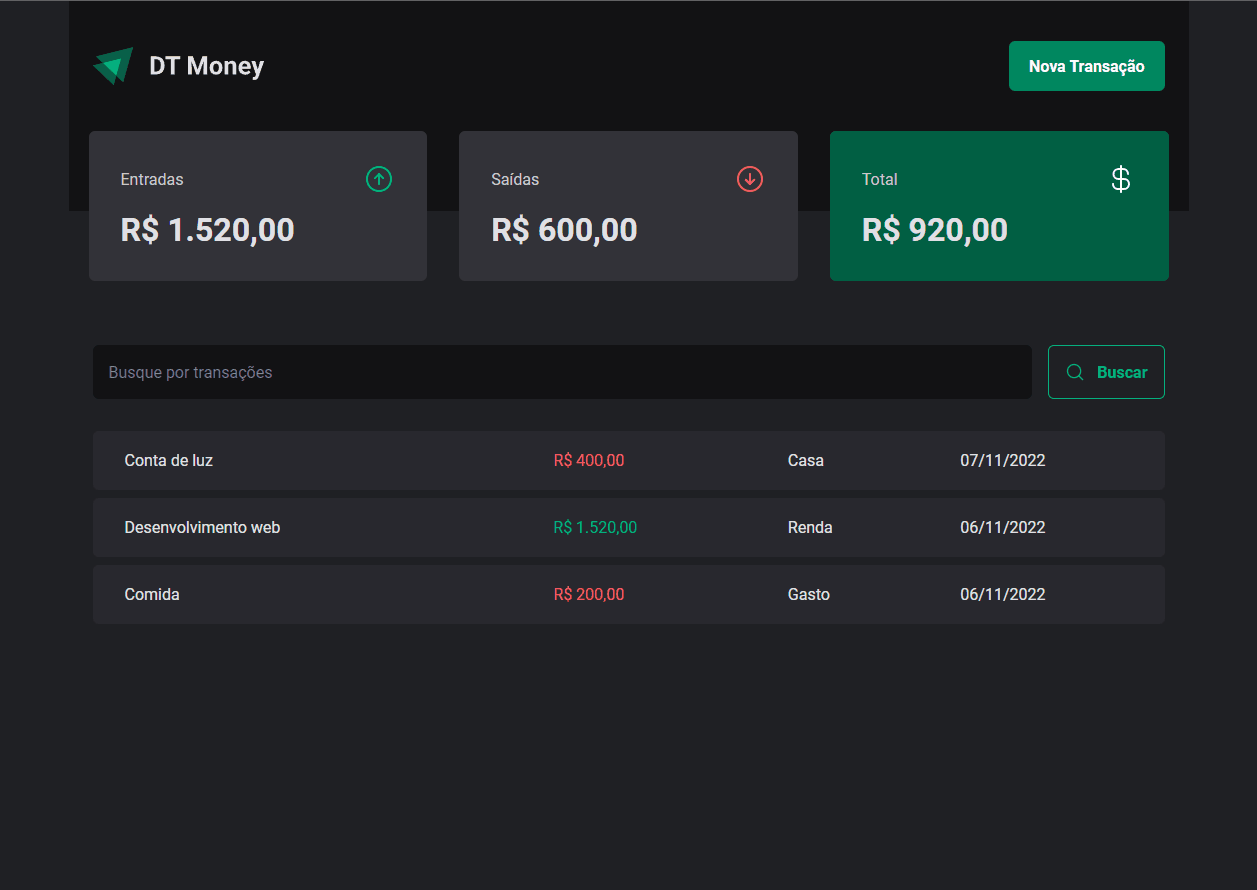 DT Money
Nova Transação
Entradas
R$ 1.520,00
Saídas
R$ 600,00
Total
$
R$ 920,00
Busque por transações
Buscar
Conta de luz R$ 400,00 Casa 07/11/2022
Desenvolvimento web R$ 1.520,00 Renda 06/11/2022
Comida R$ 200,00 Gasto 06/11/2022